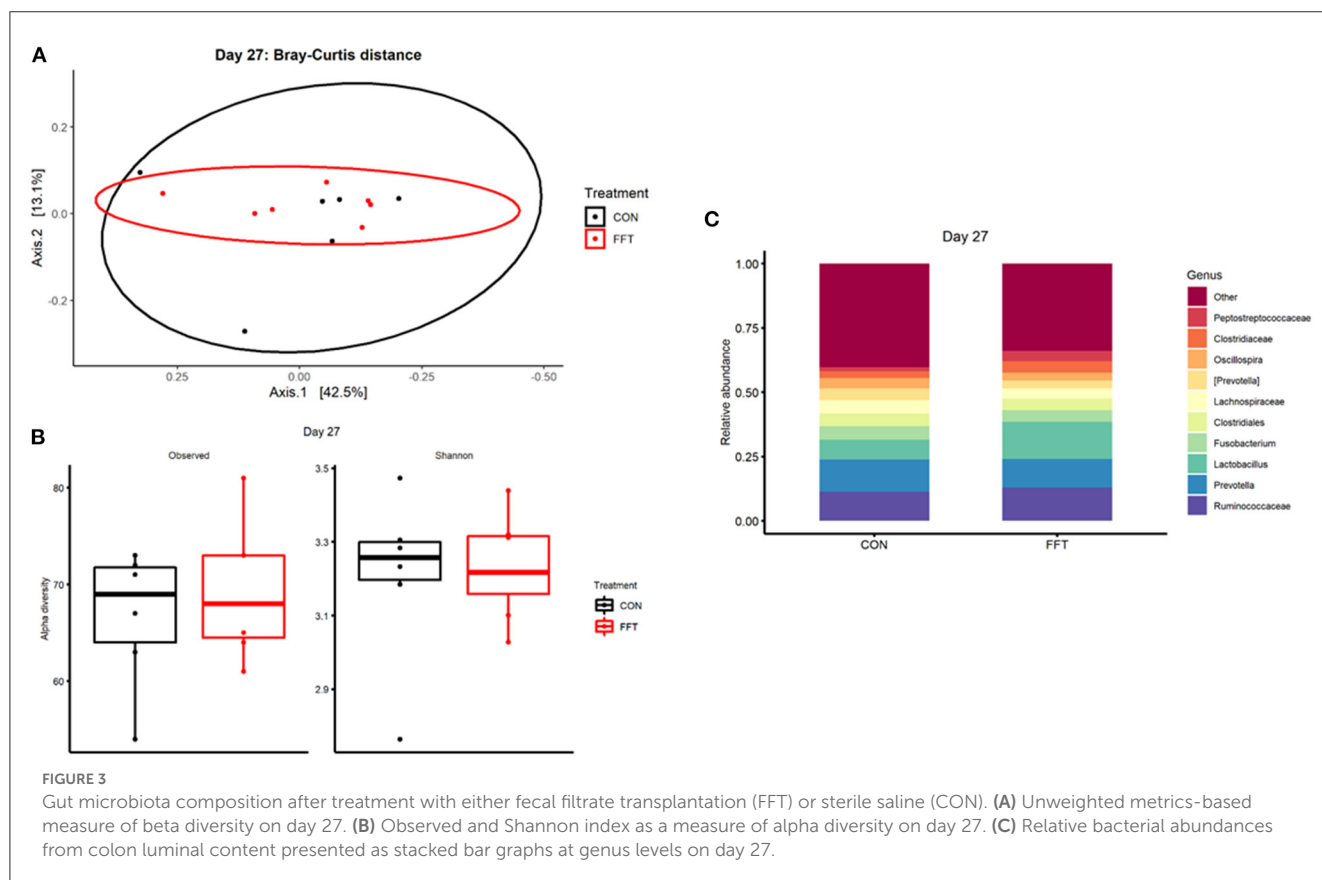 A
Day 27: Bray-Curtis distance
Axis.2 [13.1%]
0.2
0.0
-0.2
0.25
0.00
-0.25
-0.50
Axis.1 [42.5%]
Treatment
CON
FFT
B
Day 27
Observed
Shannon
Alpha diversity
80
70
60
3.5
3.3
3.1
2.9
Treatment
CON
FFT
C
Day 27
Relative abundance
1.00
0.75
0.50
0.25
0.00
CON
FFT
Genus
Other
Peptostreptococcaceae
Clostridiaceae
Oscillospira
[Prevotella]
Lachnospiraceae
Clostridiales
Fusobacterium
Lactobacillus
Prevotella
Ruminococcaceae
FIGURE 3
Gut microbiota composition after treatment with either fecal filtrate transplantation (FFT) or sterile saline (CON). (A) Unweighted metrics-based
measure of beta diversity on day 27. (B) Observed and Shannon index as a measure of alpha diversity on day 27. (C) Relative bacterial abundances
from colon luminal content presented as stacked bar graphs at genus levels on day 27.